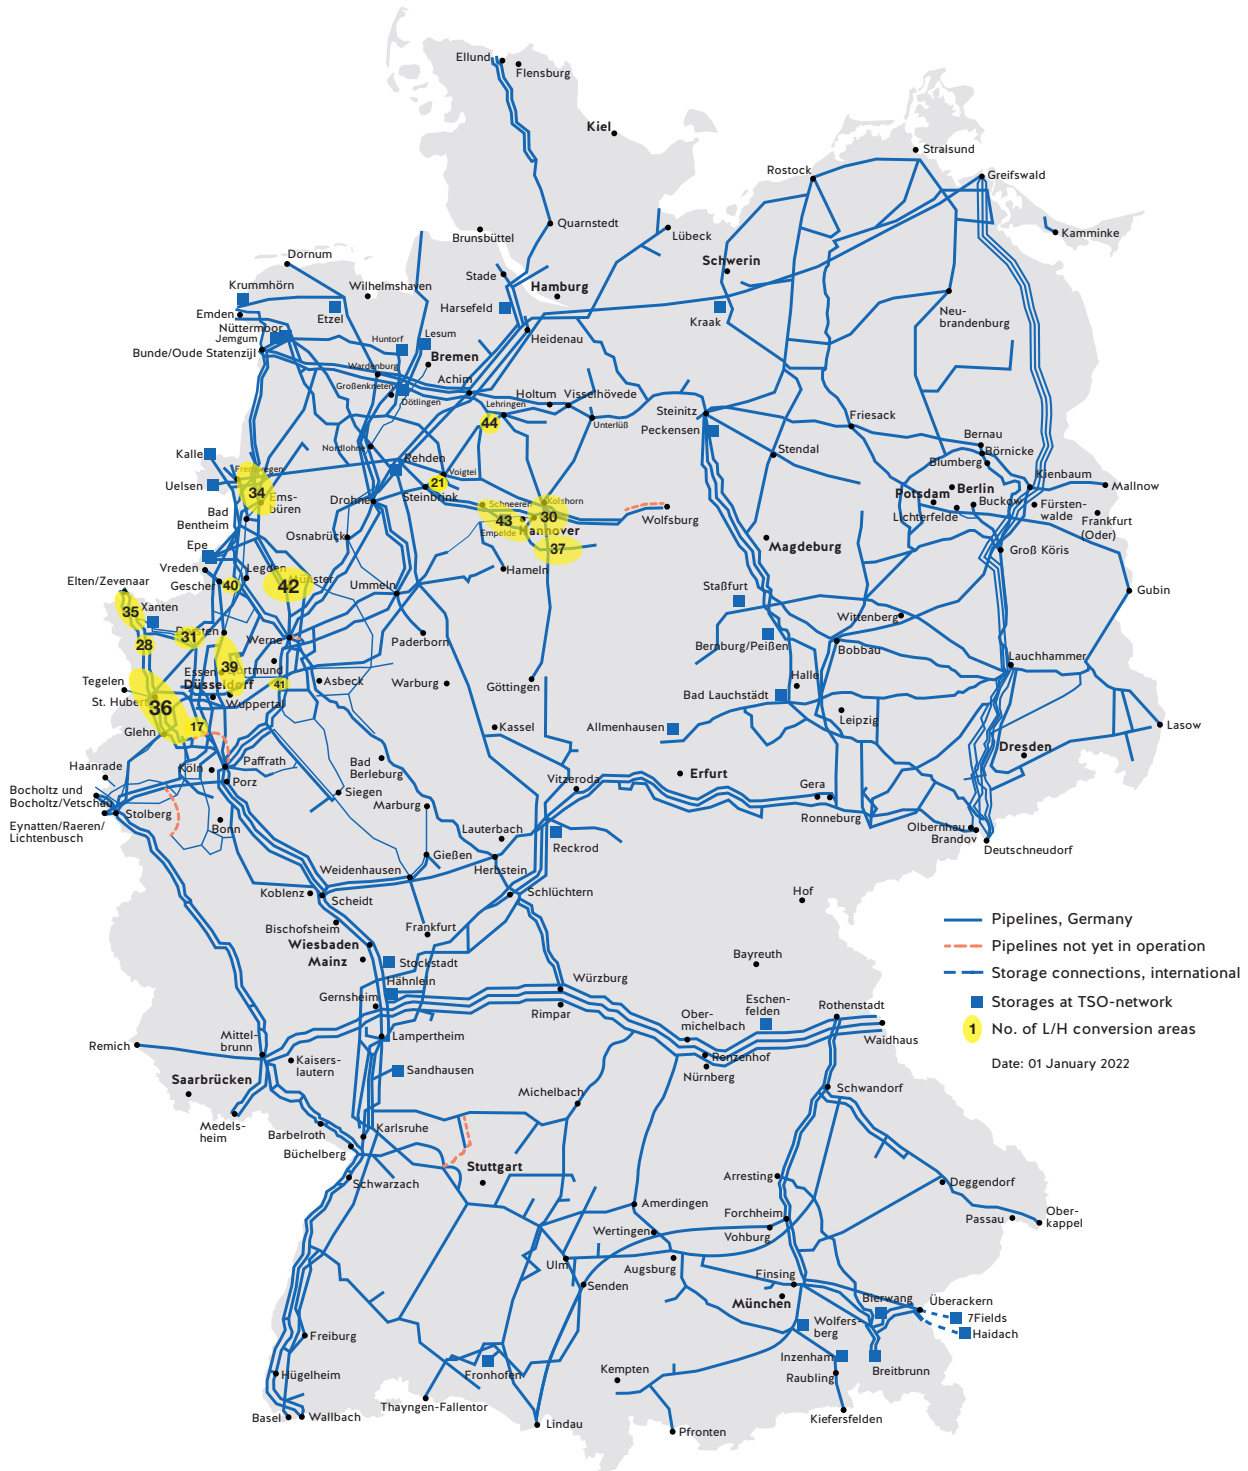 Ellund
Flensburg
Kiel
Stralsund
Rostock
Greifswald
Quarnstedt
Brunsbüttel
Lübeck
Kamminke
Dornum
Schwerin
Stade
Krummhörn
Wilhelmshaven
Hamburg
Harsefeld
Emden
Etzel
Kraak
Neu-
brandenburg
Nüttermoor
Jemgum
Huntorf
Lesum
Heidenau
Bunde/Oude Statenzijl
Bremen
Wardenburg
Großenkneten
Achim
Dötlingen
Lehringen
Holtum
Visselhövede
Unterlüß
Steinitz
Peckensen
Friesack
44
Bernau
Börnicke
Blumberg
Nordlohne
Kalle
Rehden
Voigtei
Stendal
Kienbaum
Mallnow
Uelsen
34
Ems-
büren
21
Steinbrink
Drohne
Schneeren
Kolshorn
Potsdam
Berlin
Buckow
Lichterfelde
Fürsten-
walde
Frankfurt
(Oder)
Bad
Bentheim
43
30
Empelde
Hannover
Wolfsburg
Osnabrück
37
Magdeburg
Groß Köris
Epe
Vreden
Legden
Hameln
Elten/Zevenaar
Gescher
40
42
Münster
Ummeln
Staßfurt
Gubin
35
Xanten
Wittenberg
31
Dorsten
Werne
Paderborn
Bernburg/Peißen
Bobbau
28
39
Essen
Dortmund
Lauchhammer
Tegelen
Düsseldorf
41
Asbeck
Warburg
Göttingen
Halle
St. Hubert
36
Wuppertal
Bad Lauchstädt
Leipzig
Glehn
17
Kassel
Allmenhausen
Lasow
Dresden
Haanrade
Köln
Paffrath
Bad
Berleburg
Vitzeroda
Erfurt
Porz
Gera
Bocholtz und
Bocholtz/Vetschau
Siegen
Marburg
Ronneburg
Stolberg
Eynatten/Raeren/
Lichtenbusch
Bonn
Lauterbach
Reckrod
Olbernhau
Brandov
Deutschneudorf
Gießen
Weidenhausen
Herbstein
Koblenz
Scheidt
Schlüchtern
Hof
Bischofsheim
Frankfurt
Pipelines, Germany
Wiesbaden
Pipelines not yet in operation
Mainz
Stockstadt
Bayreuth
Storage connections, international
Hähnlein
Würzburg
Gernsheim
Eschen-
felden
Rothenstadt
Storages at TSO-network
Rimpar
Ober-
michelbach
1
No. of L/H conversion areas
Remich
Mittel-
brunn
Lampertheim
Waidhaus
Kaisers-
lautern
Renzenhof
Date: 01 January 2022
Sandhausen
Nürnberg
Saarbrücken
Michelbach
Schwandorf
Medels-
heim
Barbelroth
Karlsruhe
Büchelberg
Stuttgart
Schwarzach
Arresting
Deggendorf
Amerdingen
Forchheim
Passau
Ober-
kappel
Wertingen
Vohburg
Ulm
Augsburg
Finsing
Senden
München
Bierwang
Überackern
7Fields
Wolfers-
berg
Haidach
Freiburg
Inzenham
Fronhofen
Kempten
Raubling
Breitbrunn
Hügelheim
Thayngen-Fallentor
Basel
Wallbach
Kiefersfelden
Lindau
Pfronten